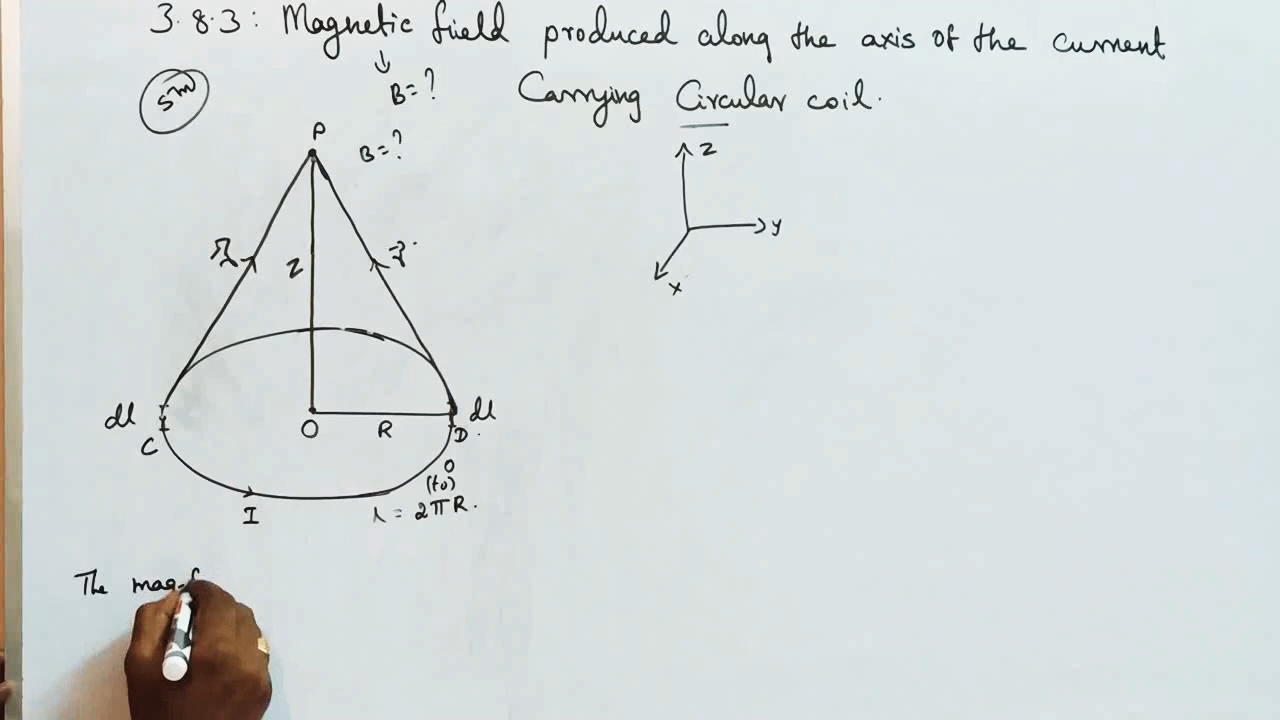 3.8.3: Magnetic field produced along the axis of the current
Carrying Circular coil.
5m
B=?
P
B=?
Z
y
x
r
Z
r
dl
C
O
R
dl
D.
I
0
(to)
λ = 2πR.
The mag.f